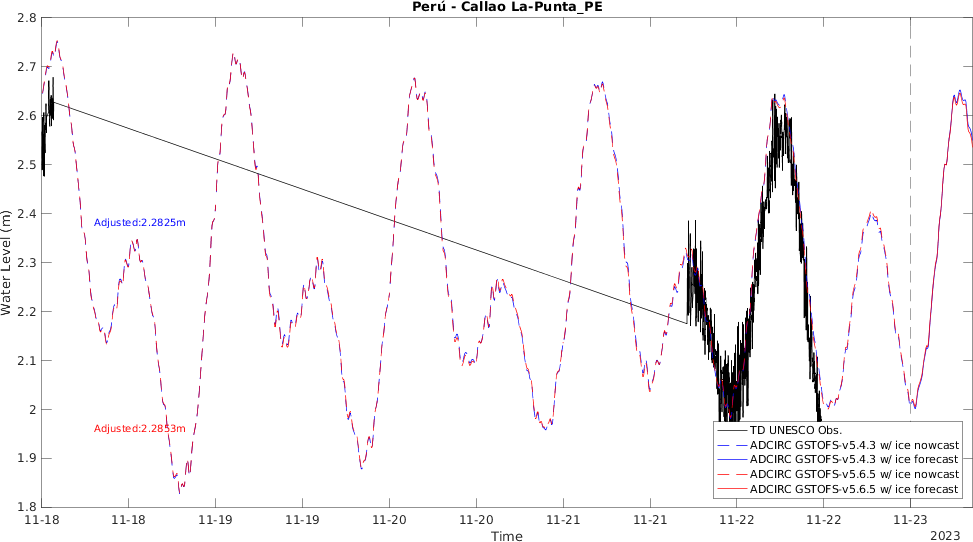 Perú - Callao La-Punta_PE
2.8
2.7
2.6
2.5
2.4
2.3
2.2
2.1
2
1.9
1.8
Water Level (m)
Adjusted:2.2825m
Adjusted:2.2853m
TD UNESCO Obs.
ADCIRC GSTOFS-v5.4.3 w/ ice nowcast
ADCIRC GSTOFS-v5.4.3 w/ ice forecast
ADCIRC GSTOFS-v5.6.5 w/ ice nowcast
ADCIRC GSTOFS-v5.6.5 w/ ice forecast
11-18 11-18 11-19 11-19 11-20 11-20 11-21 11-21 11-22 11-22 11-23
Time
2023